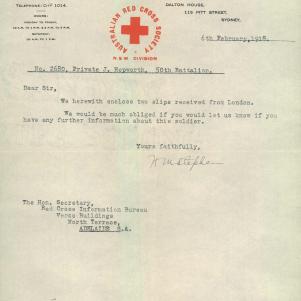 TELEPHONE: CITY 1014.
DALTON HOUSE,
115 PITT STREET,
SYDNEY.
AUSTRALIAN RED CROSS SOCIETY
N.S.W. DIVISION
6th February, 1918.
No. 2680, Private J. Hepworth, 50th Battalion.
Dear Sir,
We herewith enclose two slips received from London.
We would be much obliged if you would let us know if you
have any further information about this soldier.
Yours faithfully,
The Hon. Secretary,
Red Cross Information Bureau
Verco Buildings
North Terrace,
ADELAIDE S.A.